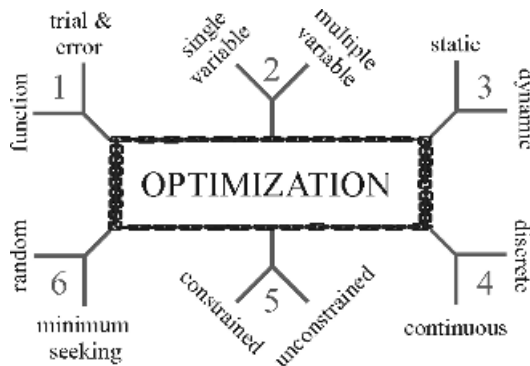 trial &
error
1
function
single
variable
2
multiple
variable
static
3
dynamic
OPTIMIZATION
random
6
minimum
seeking
constrained
5
unconstrained
discrete
4
continuous